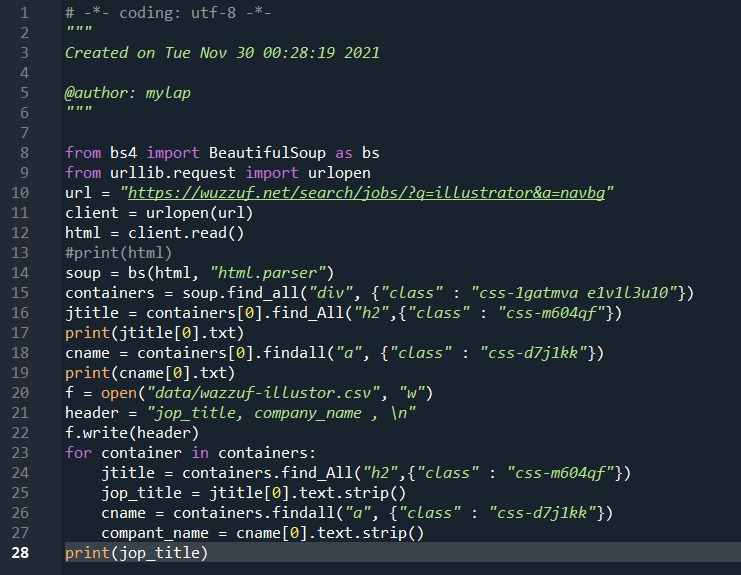 1 # -*- coding: utf-8 -*-
2 """
3 Created on Tue Nov 30 00:28:19 2021
4
5 @author: mylap
6 """
7
8 from bs4 import BeautifulSoup as bs
9 from urllib.request import urlopen
10 url = "https://wuzzuf.net/search/jobs/?q=illustrator&a=navbg"
11 client = urlopen(url)
12 html = client.read()
13 #print(html)
14 soup = bs(html, "html.parser")
15 containers = soup.find_all("div", {"class" : "css-1gatmva e1v1l3u10"})
16 jtitle = containers[0].find_All("h2",{"class" : "css-m604qf"})
17 print(jtitle[0].txt)
18 cname = containers[0].findall("a", {"class" : "css-d7j1kk"})
19 print(cname[0].txt)
20 f = open("data/wazzuf-illustor.csv", "w")
21 header = "jop_title, company_name , \n"
22 f.write(header)
23 for container in containers:
24     jtitle = containers.find_All("h2",{"class" : "css-m604qf"})
25     jop_title = jtitle[0].text.strip()
26     cname = containers.findall("a", {"class" : "css-d7j1kk"})
27     compant_name = cname[0].text.strip()
28 print(jop_title)